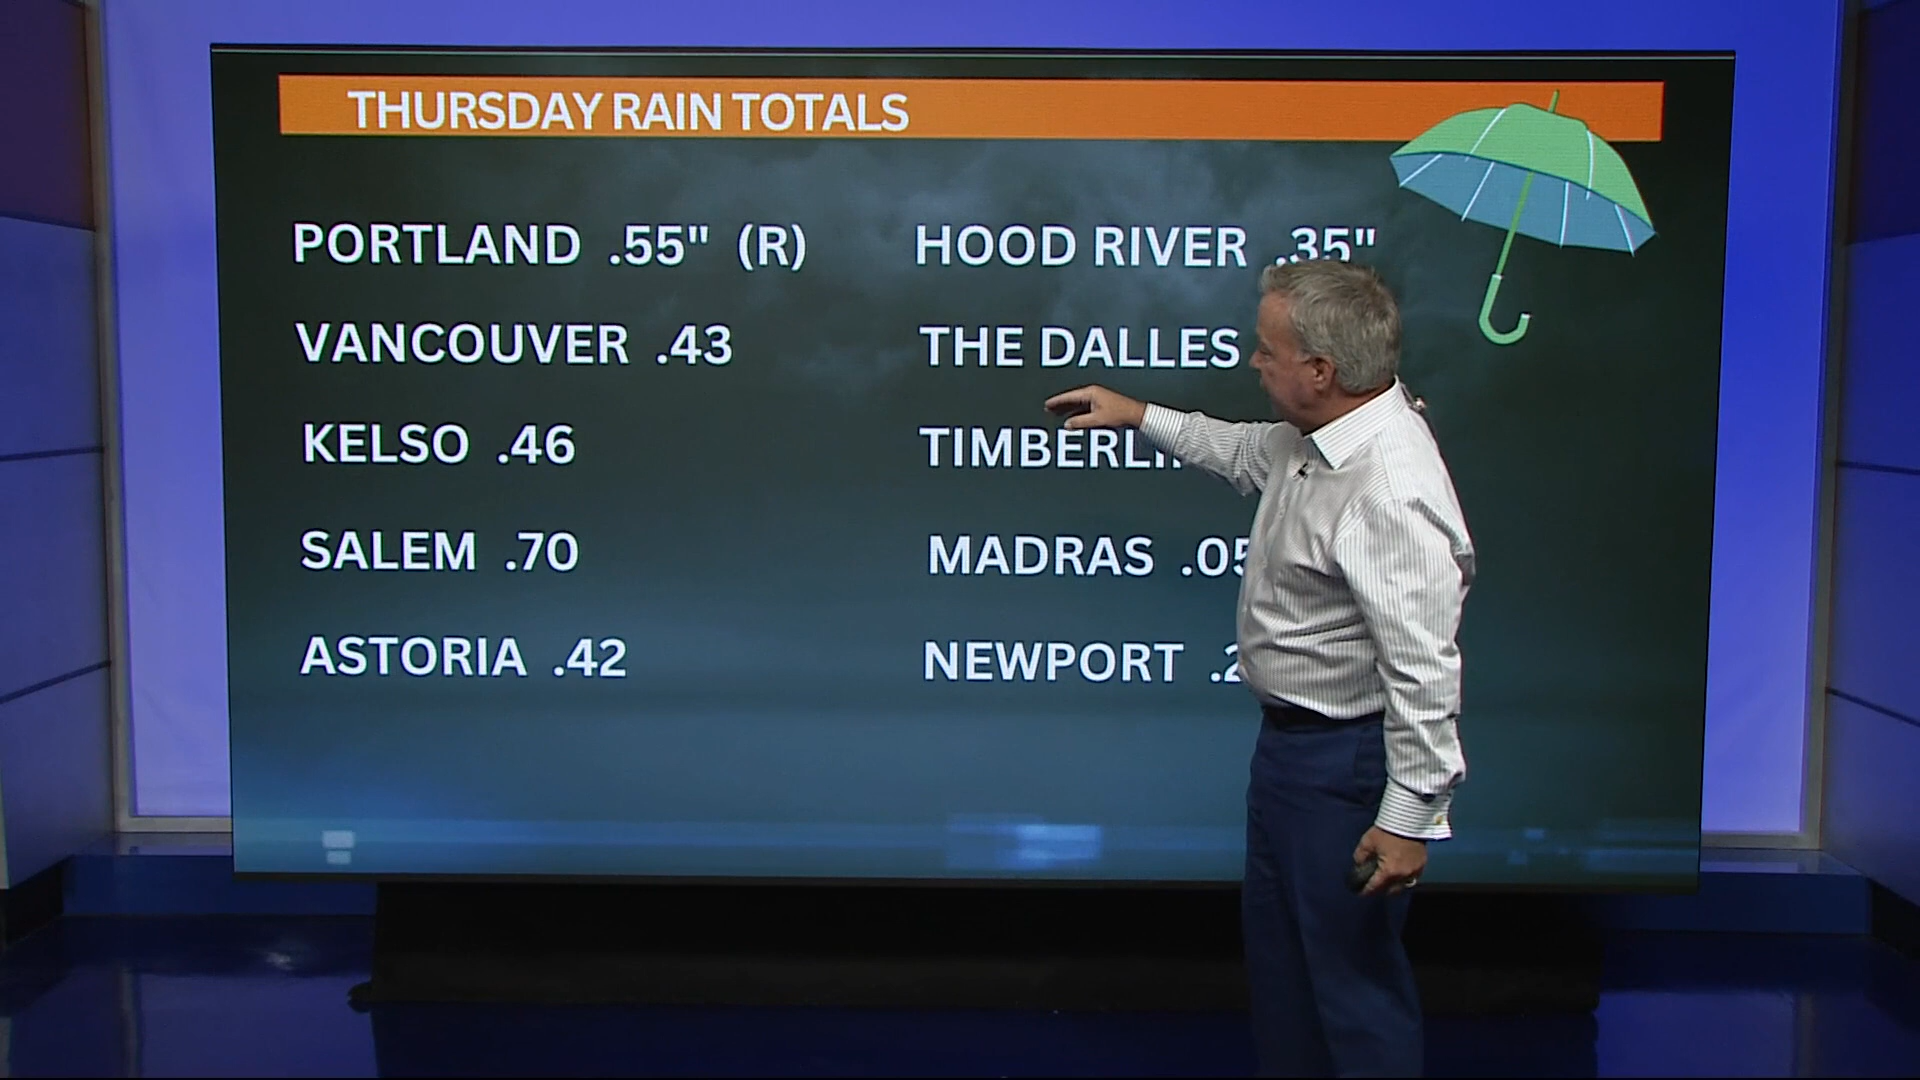 THURSDAY RAIN TOTALS
PORTLAND .55" (R)
VANCOUVER .43
KELSO .46
SALEM .70
ASTORIA .42
HOOD RIVER .35"
THE DALLES
MADRAS .05
NEWPORT